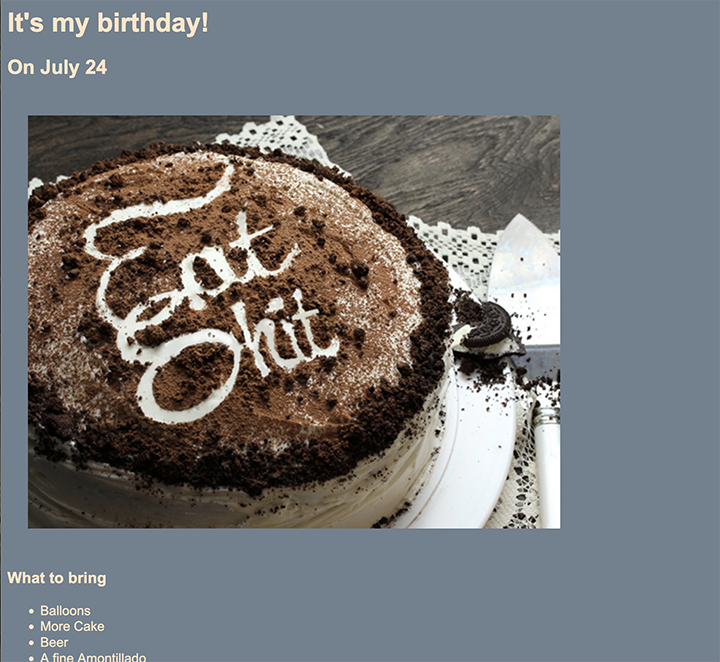 It's my birthday!
On July 24
Eat
Shit
What to bring
Balloons
More Cake
Beer
A fine Amontillado